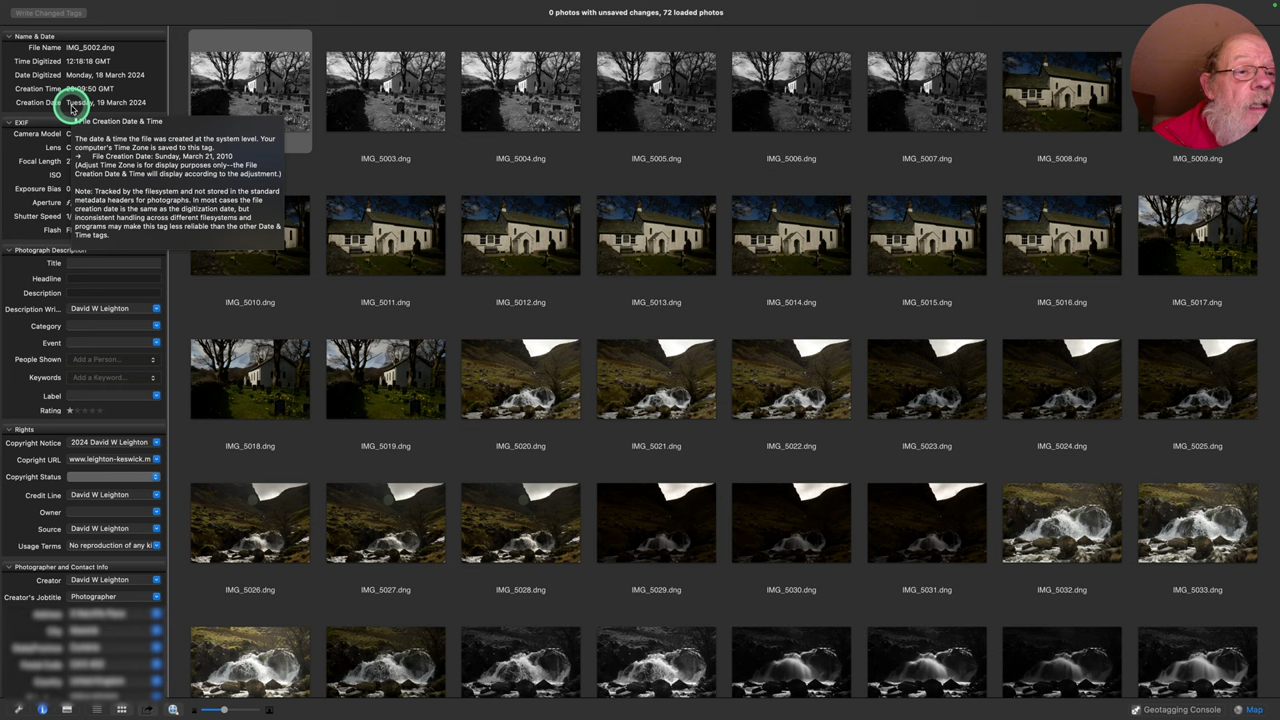 Write Changed Tags
0 photos with unsaved changes, 72 loaded photos
Name & Date
File Name IMG_5002.dng
Time Digitized 12:18:18 GMT
Date Digitized Monday, 18 March 2024
Creation Time :09:50 GMT
Creation Date Tuesday, 19 March 2024
File Creation Date & Time
The date & time the file was created at the system level. Your
computer's Time Zone is saved to this tag.
→ File Creation Date: Sunday, March 21, 2010
(Adjust Time Zone is for display purposes only--the File
Creation Date & Time will display according to the adjustment.)
Note: Tracked by the filesystem and not stored in the standard
metadata headers for photographs. In most cases the file
creation date is the same as the digitization date, but
inconsistent handling across different filesystems and
programs may make this tag less reliable than the other Date &
Time tags.
EXIF
Camera Model C
Lens C
Focal Length 2
ISO
Exposure Bias 0
Aperture
Shutter Speed 1/
Flash F
Photograph Description
Title
Headline
Description
Description Wri... David W Leighton
Category
Event
People Shown Add a Person...
Keywords Add a Keyword...
Label
Rating
Rights
Copyright Notice 2024 David W Leighton
Copright URL www.leighton-keswick.m
Copyright Status
Credit Line David W Leighton
Owner
Source David W Leighton
Usage Terms No reproduction of any ki
Photographer and Contact Info
Creator David W Leighton
Creator's Jobtitle Photographer
IMG_5003.dng IMG_5004.dng IMG_5005.dng IMG_5006.dng IMG_5007.dng IMG_5008.dng IMG_5009.dng
IMG_5010.dng IMG_5011.dng IMG_5012.dng IMG_5013.dng IMG_5014.dng IMG_5015.dng IMG_5016.dng IMG_5017.dng
IMG_5018.dng IMG_5019.dng IMG_5020.dng IMG_5021.dng IMG_5022.dng IMG_5023.dng IMG_5024.dng IMG_5025.dng
IMG_5026.dng IMG_5027.dng IMG_5028.dng IMG_5029.dng IMG_5030.dng IMG_5031.dng IMG_5032.dng IMG_5033.dng
Geotagging Console Map